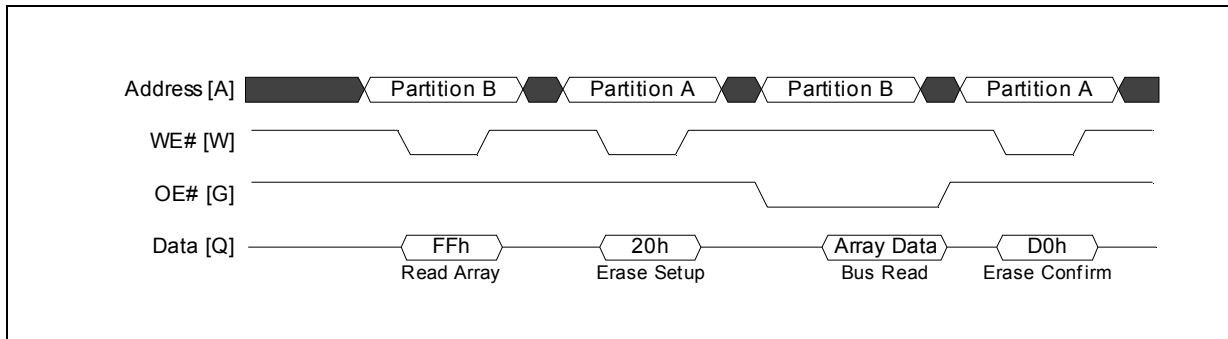 Address [A] Partition B Partition A Partition B Partition A
WE# [W]
OE# [G]
Data [Q] FFh 20h Array Data D0h
Read Array Erase Setup Bus Read Erase Confirm